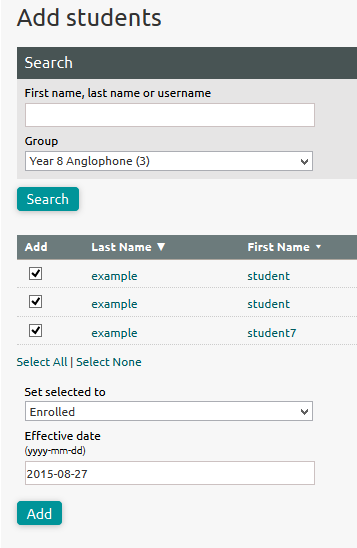 Add students
Search
First name, last name or username
Group
Year 8 Anglophone (3)
Search
Add Last Name ▼ First Name ▾
example student
example student
example student7
Select All | Select None
Set selected to
Enrolled
Effective date
(yyyy-mm-dd)
2015-08-27
Add